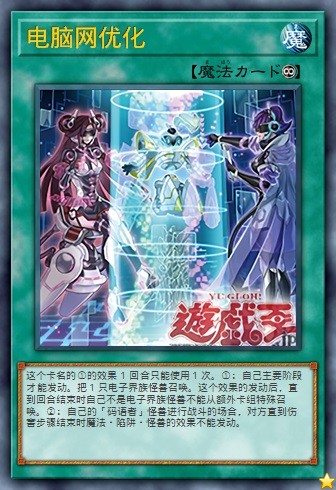 电脑网优化
魔
【魔法カード】
YU-GI-OH!
遊戯王
这个卡名的①的效果1回合只能使用1次。①：自己主要阶段
才能发动。把1只电子界族怪兽召唤。这个效果的发动后，直
到回合结束时自己不是电子界族怪兽不能从额外卡组特殊召
唤。②：自己的「码语者」怪兽进行战斗的场合，对方直到伤
害步骤结束时魔法·陷阱·怪兽的效果不能发动。